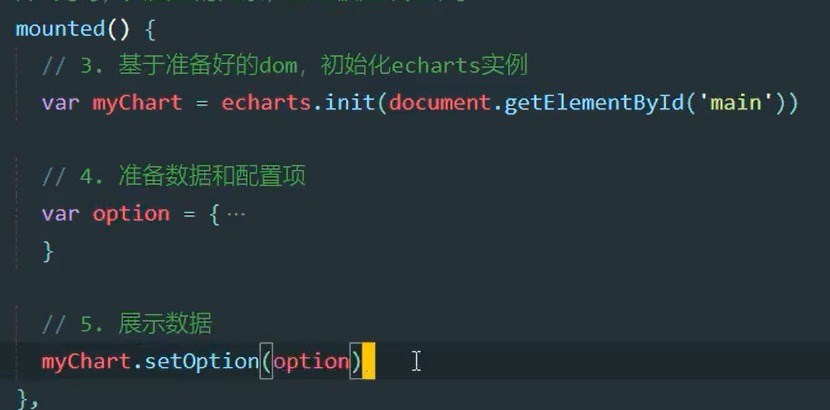 mounted() {
// 3. 基于准备好的dom，初始化echarts实例
var myChart = echarts.init(document.getElementById('main'))
// 4. 准备数据和配置项
var option = {···
}
// 5. 展示数据
myChart.setOption(option)
},